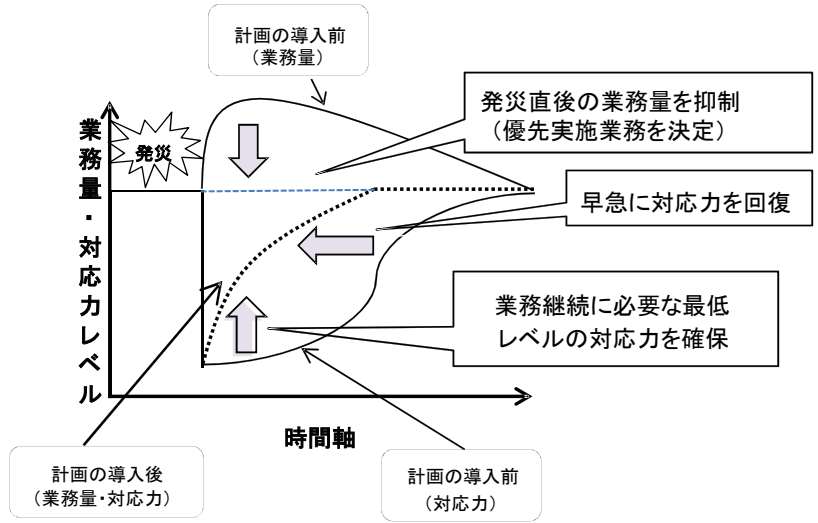 計画の導入前
（業務量）
発災直後の業務量を抑制
（優先実施業務を決定）
発災
早急に対応力を回復
業務量・対応力レベル
業務継続に必要な最低
レベルの対応力を確保
時間軸
計画の導入後
（業務量・対応力）
計画の導入前
（対応力）